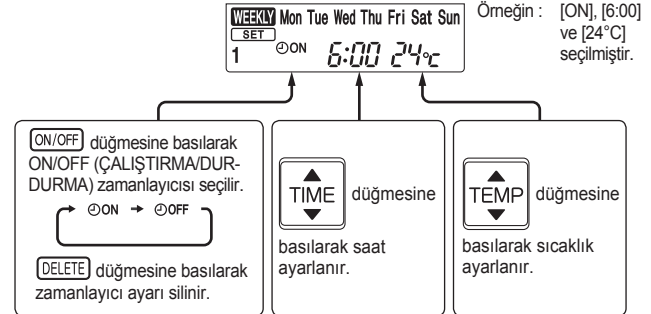 WEEKLY Mon Tue Wed Thu Fri Sat Sun
SET
1 ON 6:00 24°C
Örneğin : [ON], [6:00]
ve [24°C]
seçilmiştir.
ON/OFF düğmesine basılarak
ON/OFF (ÇALIŞTIRMA/DUR-
DURMA) zamanlayıcısı seçilir.
ON → OFF
DELETE düğmesine basılarak
zamanlayıcı ayarı silinir.
TIME düğmesine
basılarak saat
ayarlanır.
TEMP düğmesine
basılarak sıcaklık
ayarlanır.